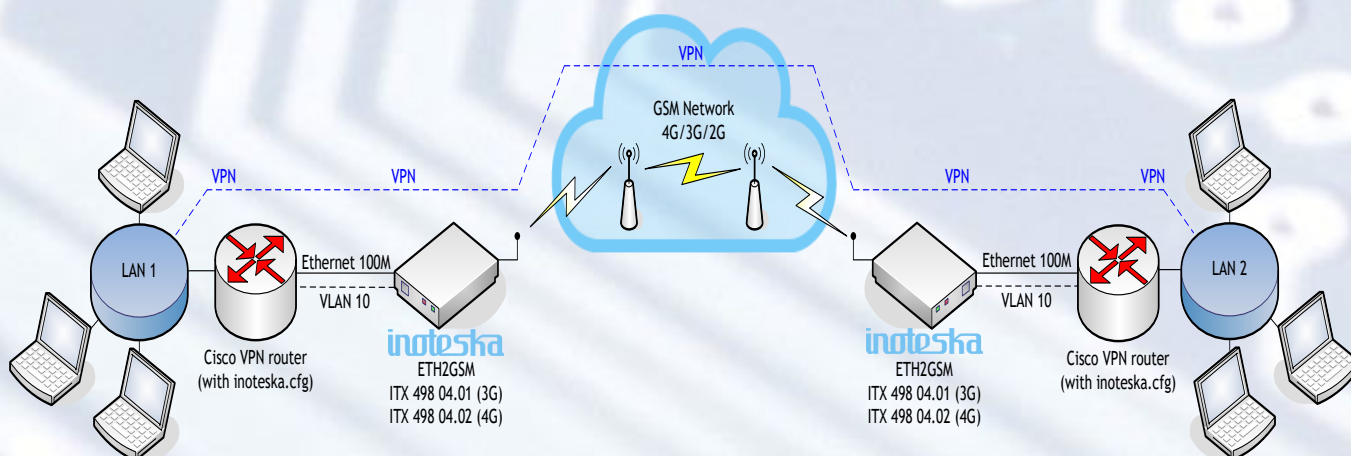 VPN
GSM Network
4G/3G/2G
VPN
VPN
VPN
VPN
LAN 1
Ethernet 100M
VLAN 10
Cisco VPN router
(with inoteska.cfg)
inoteska
ETH2GSM
ITX 498 04.01 (3G)
ITX 498 04.02 (4G)
Ethernet 100M
VLAN 10
LAN 2
inoteska
ETH2GSM
ITX 498 04.01 (3G)
ITX 498 04.02 (4G)
Cisco VPN router
(with inoteska.cfg)